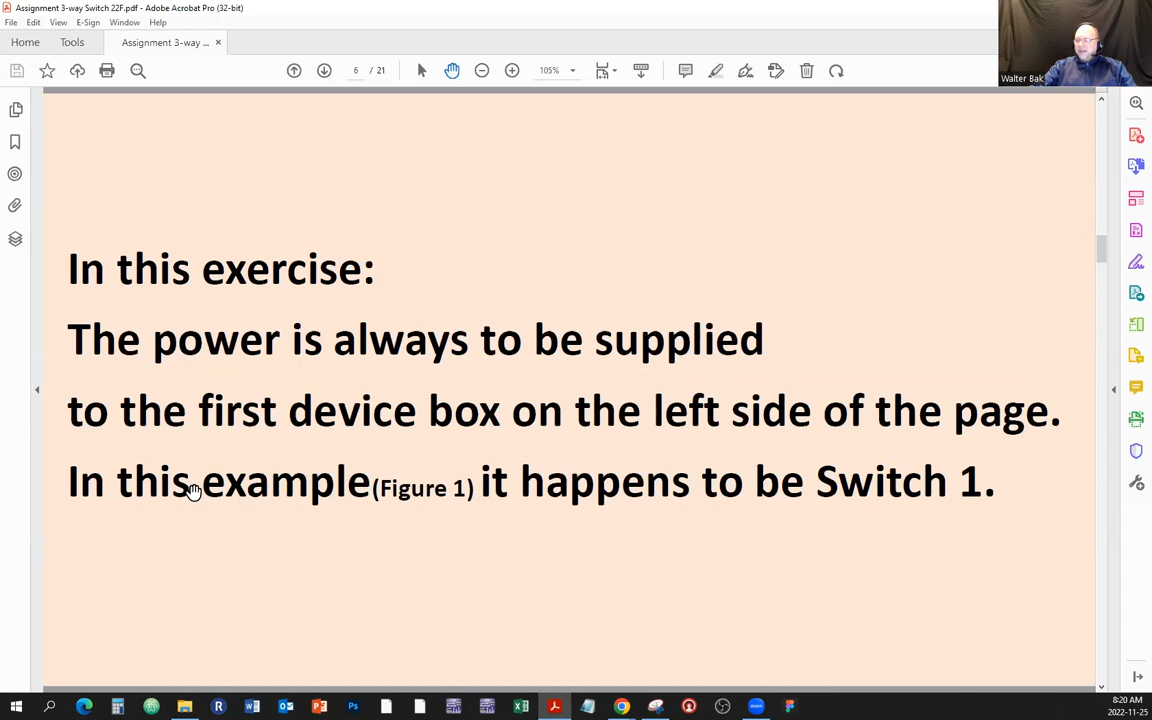 Assignment 3-way Switch 22F.pdf - Adobe Acrobat Pro (32-bit)
File Edit View E-Sign Window Help
Home Tools Assignment 3-way ... ×
6 / 21 105%
Walter Bak
In this exercise:
The power is always to be supplied
to the first device box on the left side of the page.
In this example(Figure 1) it happens to be Switch 1.
8:20 AM
2022-11-25